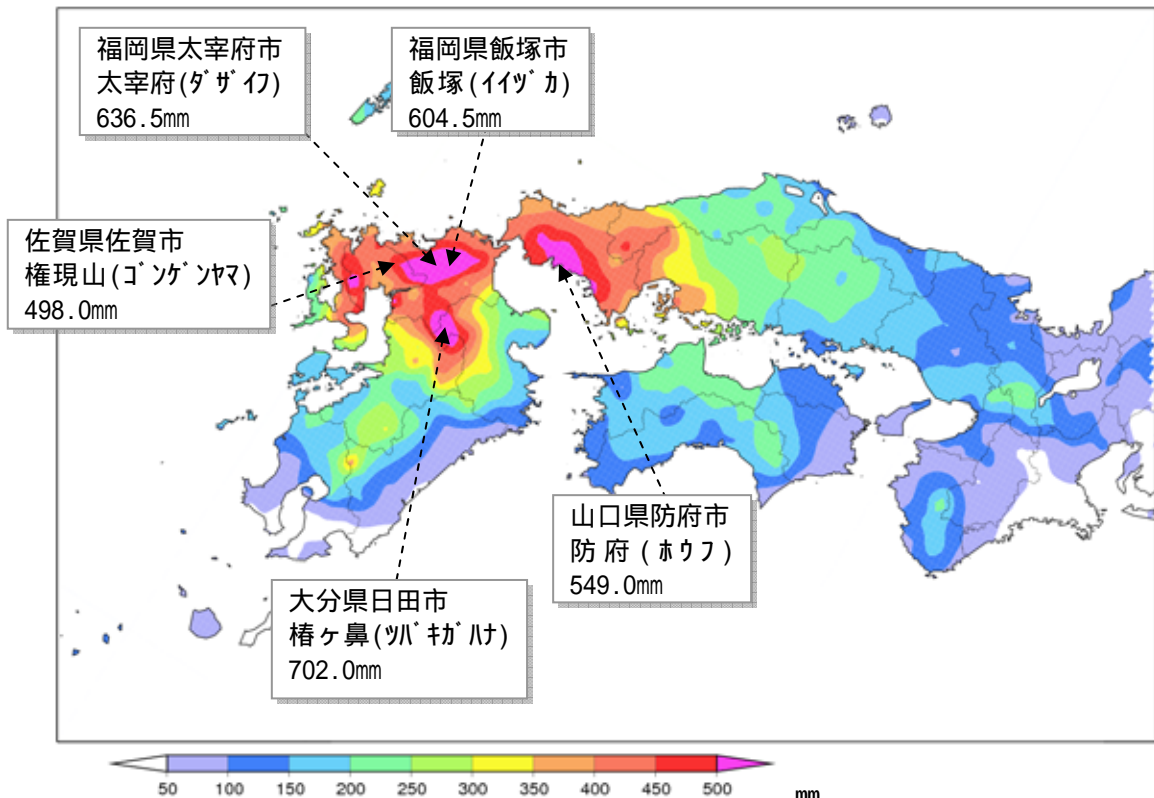 福岡県太宰府市
太宰府(ﾀﾞｻﾞｲﾌ)
636.5㎜
福岡県飯塚市
飯塚(ｲｲﾂﾞｶ)
604.5㎜
佐賀県佐賀市
権現山(ｺﾞﾝｹﾞﾝﾔﾏ)
498.0㎜
山口県防府市
防府(ﾎｳﾌ)
549.0㎜
大分県日田市
椿ヶ鼻(ﾂﾊﾞｷｶﾞﾊﾅ)
702.0㎜
50 100 150 200 250 300 350 400 450 500 mm